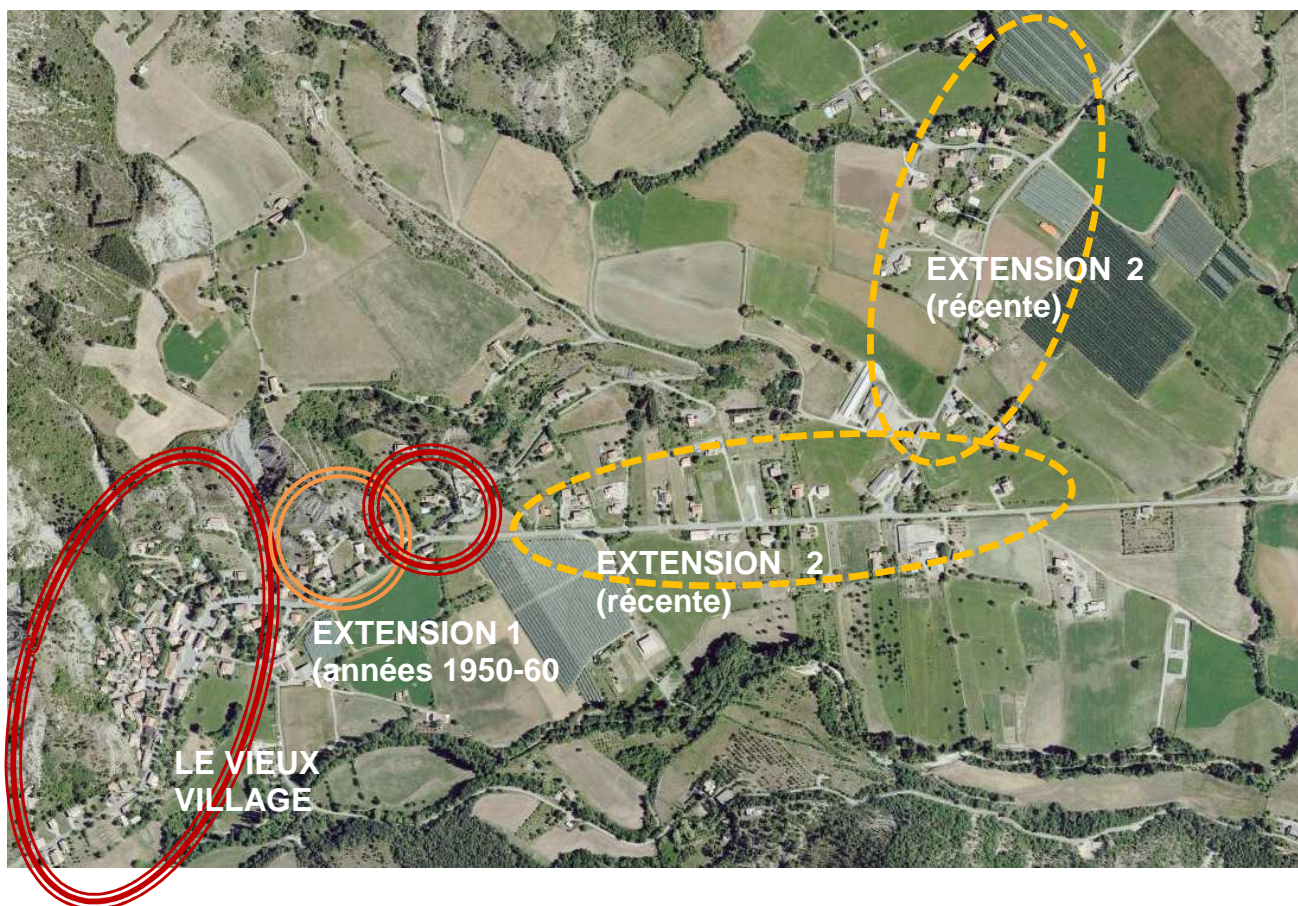 EXTENSION 2
(récente)
EXTENSION 2
(récente)
EXTENSION 1
(années 1950-60
LE VIEUX
VILLAGE